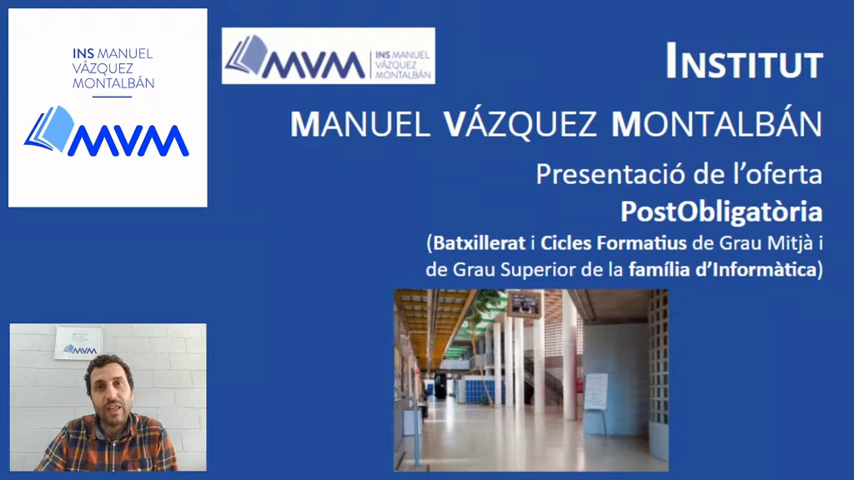 INS MANUEL
VÁZQUEZ
MONTALBÁN
MVM
MVM
INS MANUEL
VÁZQUEZ
MONTALBÁN
INSTITUT
MANUEL VÁZQUEZ MONTALBÁN
Presentació de l’oferta
PostObligatòria
(Batxillerat i Cicles Formatius de Grau Mitjà i
de Grau Superior de la família d’Informàtica)
MVM